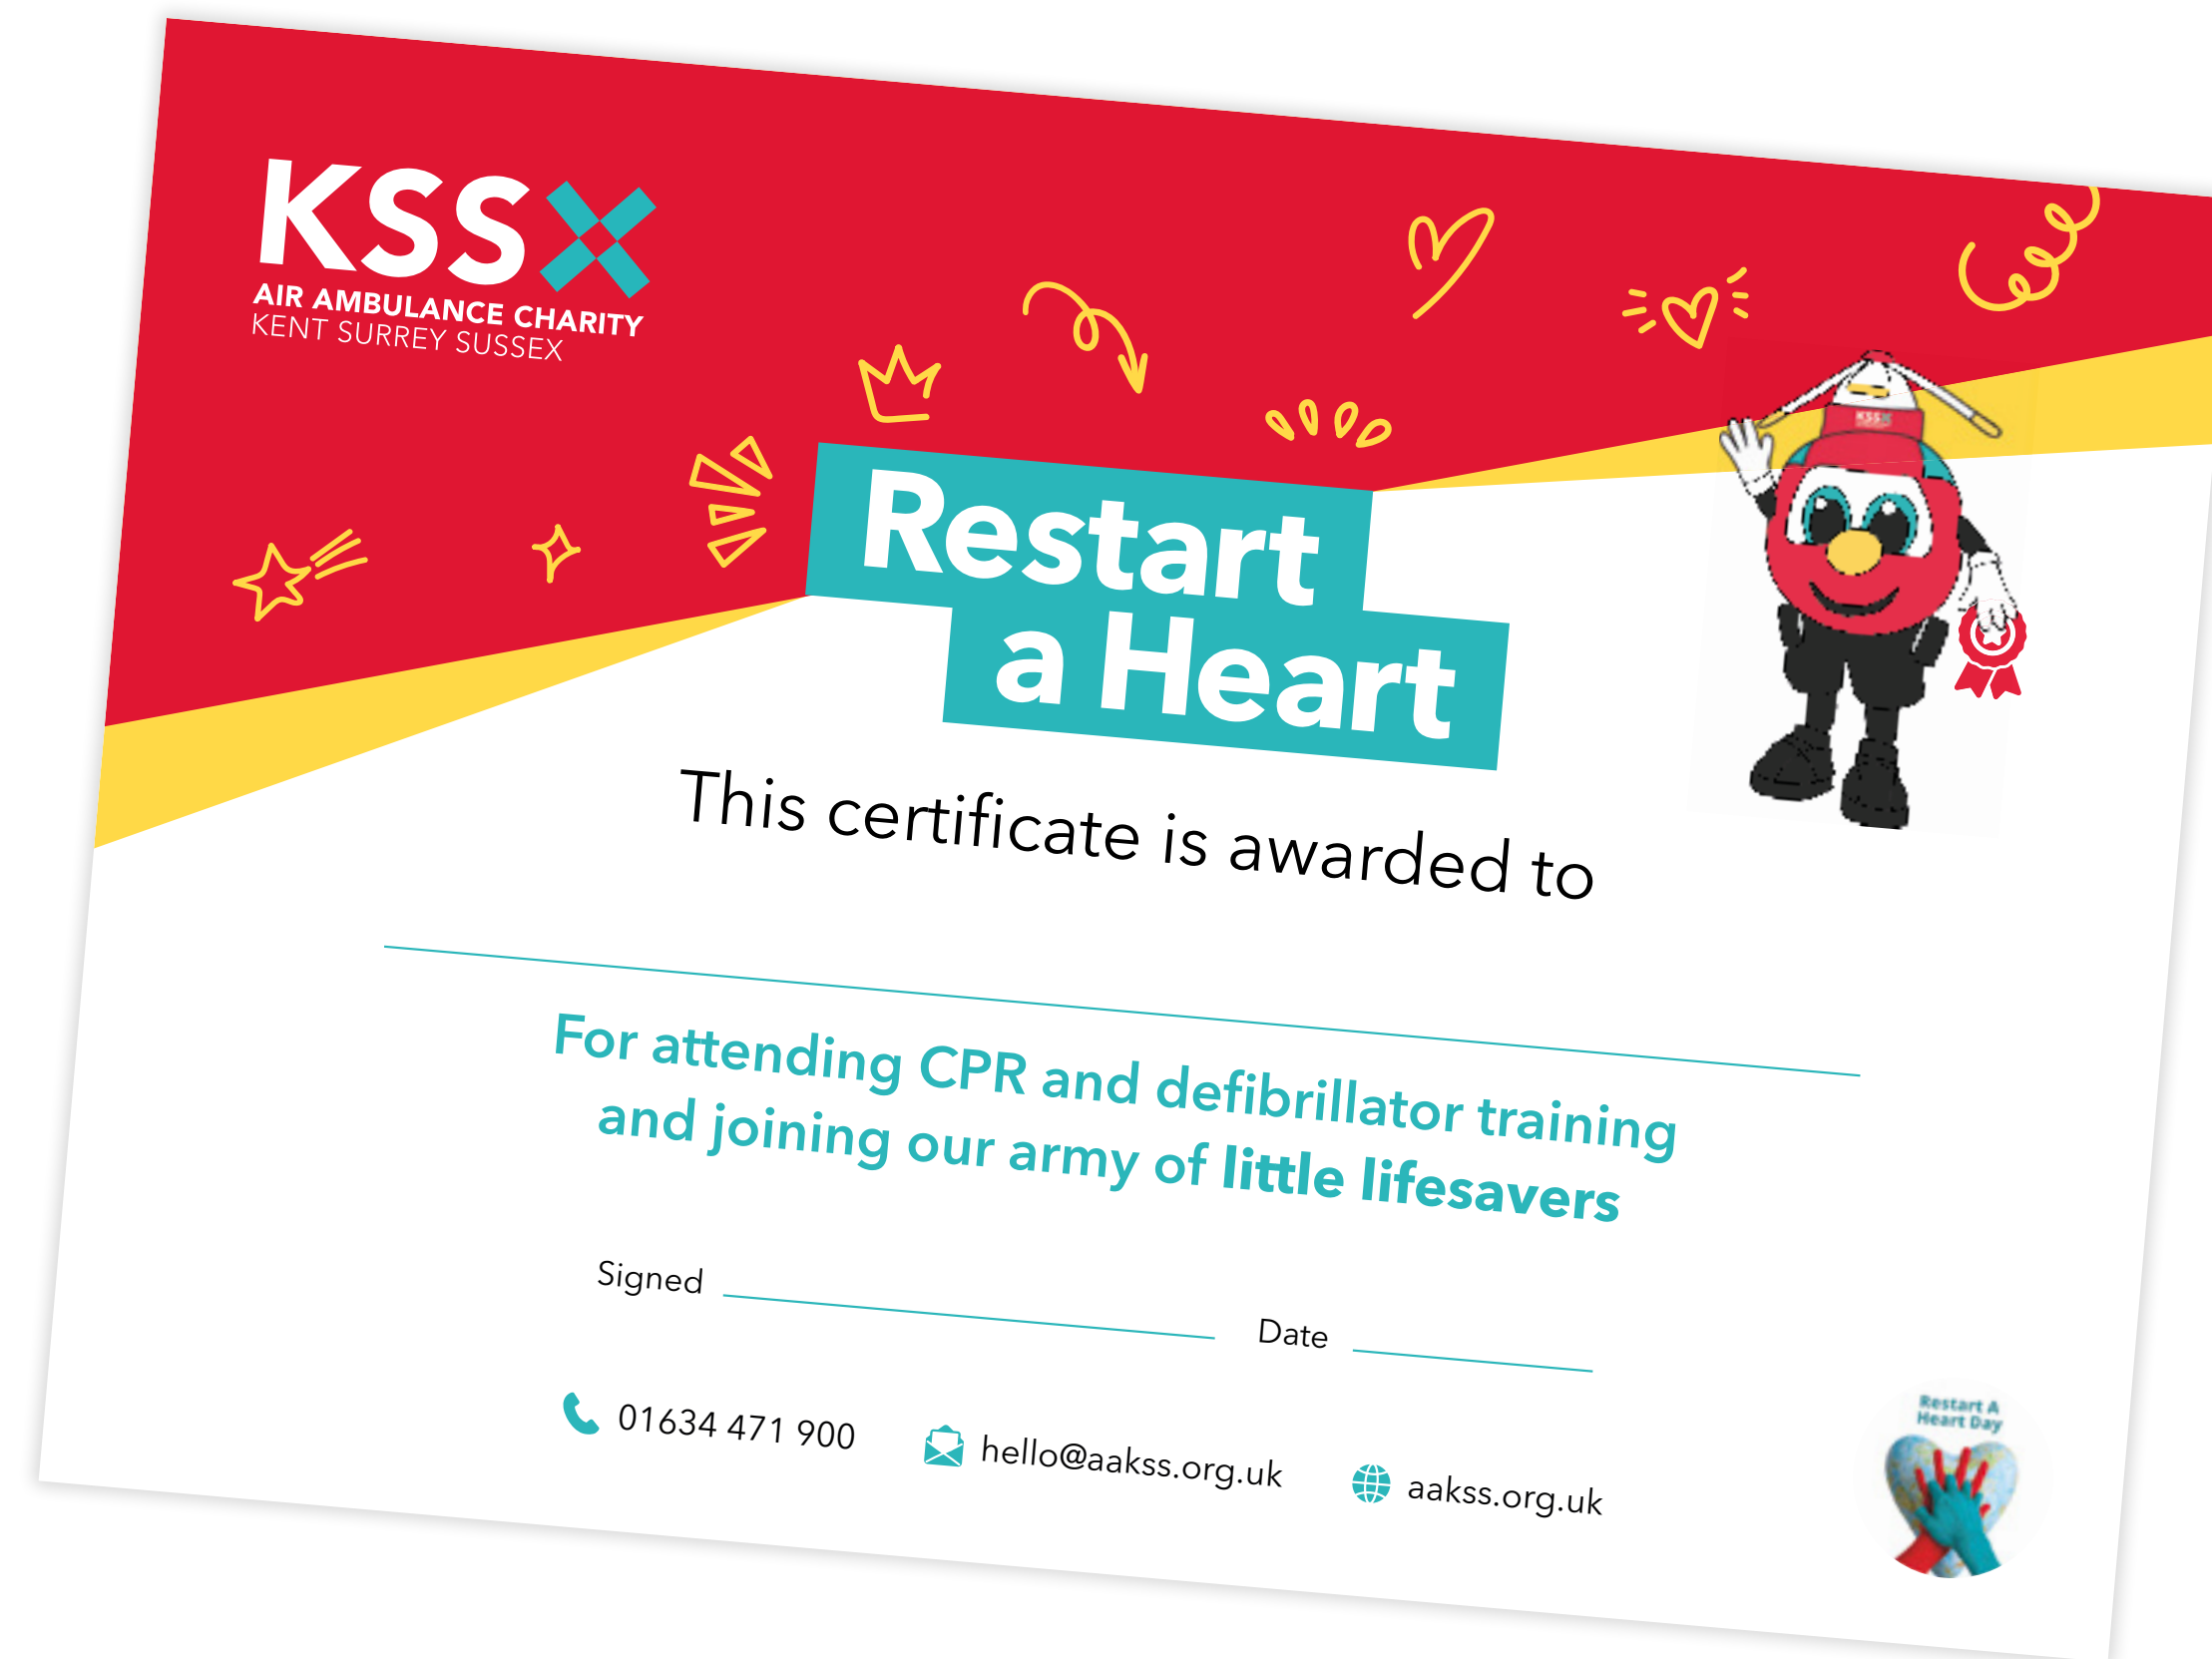 KSS
AIR AMBULANCE CHARITY
KENT SURREY SUSSEX
KSS
Restart
a Heart
This certificate is awarded to
For attending CPR and defibrillator training
and joining our army of little lifesavers
Signed
Date
01634 471 900
hello@aakss.org.uk
aakss.org.uk
Restart A
Heart Day